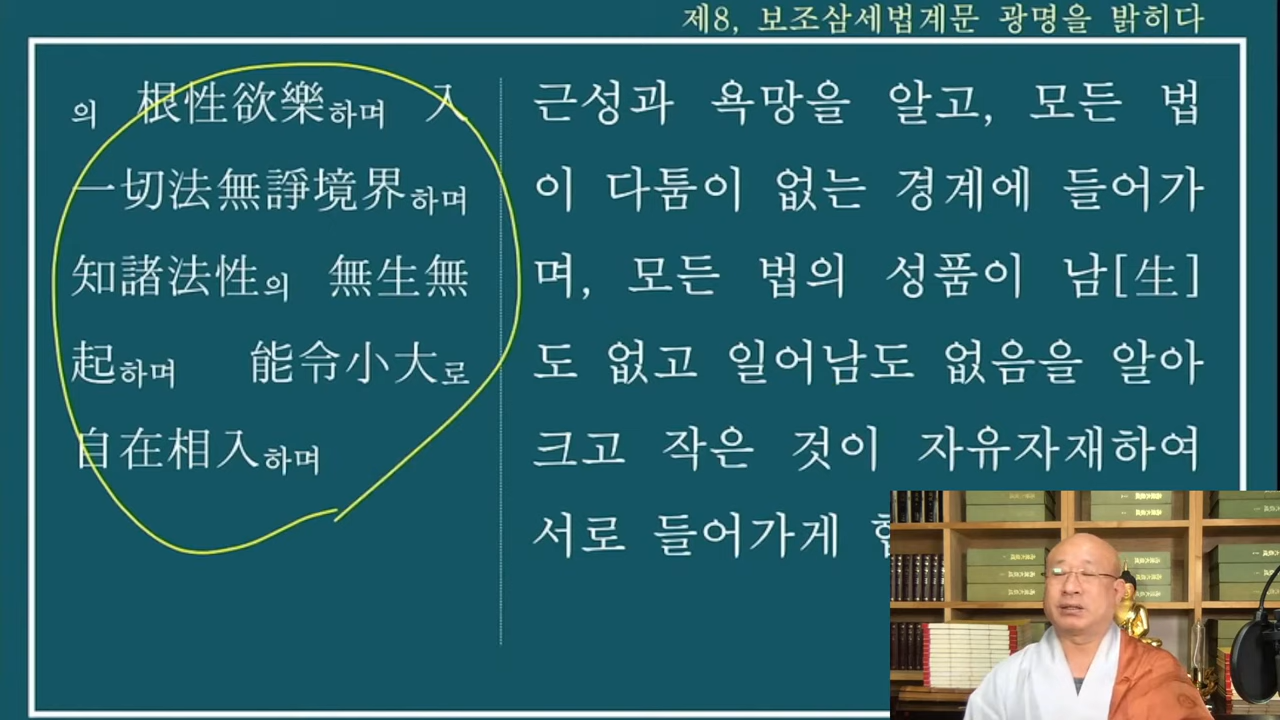 제8, 보조삼세법계문 광명을 밝히다
의 根性欲樂하며 入
一切法無諍境界하며
知諸法性의 無生無
起하며 能令小大로
自在相入하며
근성과 욕망을 알고, 모든 법
이 다툼이 없는 경계에 들어가
며, 모든 법의 성품이 남[生]
도 없고 일어남도 없음을 알아
크고 작은 것이 자유자재하여
서로 들어가게